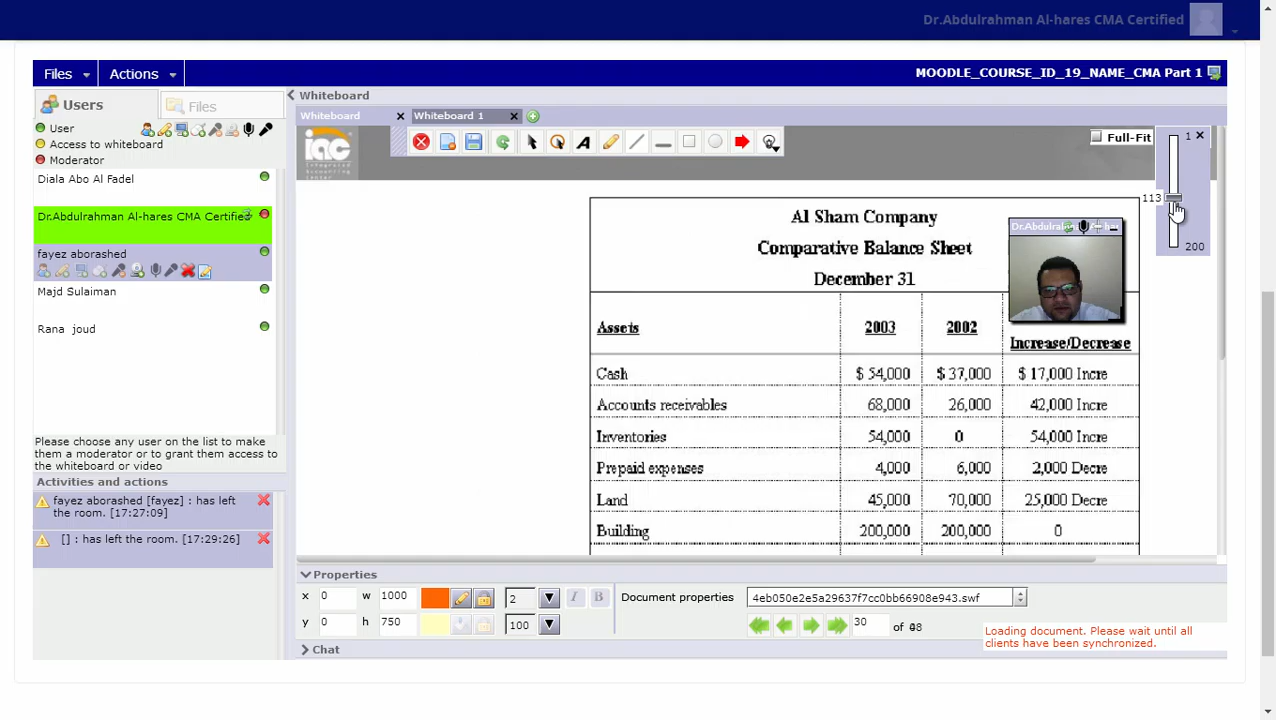 Dr.Abdulrahman Al-hares CMA Certified
Files Actions MOODLE_COURSE_ID_19_NAME_CMA Part 1
Users Files
User
Access to whiteboard
Moderator
Diala Abo Al Fadel
Dr.Abdulrahman Al-hares CMA Certified
fayez aborashed
Majd Sulaiman
Rana joud
Please choose any user on the list to make
them a moderator or to grant them access to
the whiteboard or video
Activities and actions
fayez aborashed [fayez] : has left
the room. [17:27:09]
[] : has left the room. [17:29:26]
Whiteboard
Whiteboard Whiteboard 1
iac
Integrated
Accounting
Center
Full-Fit
1
113
200
Al Sham Company
Comparative Balance Sheet
December 31
Assets 2003 2002 Increase/Decrease
Cash $ 54,000 $ 37,000 $ 17,000 Incre
Accounts receivables 68,000 26,000 42,000 Incre
Inventories 54,000 0 54,000 Incre
Prepaid expenses 4,000 6,000 2,000 Decre
Land 45,000 70,000 25,000 Decre
Building 200,000 200,000 0
Properties
x 0 w 1000 2 I B Document properties 4eb050e2e5a29637f7cc0bb66908e943.swf
y 0 h 750 100 30 of
Loading document. Please wait until all
clients have been synchronized.
Chat